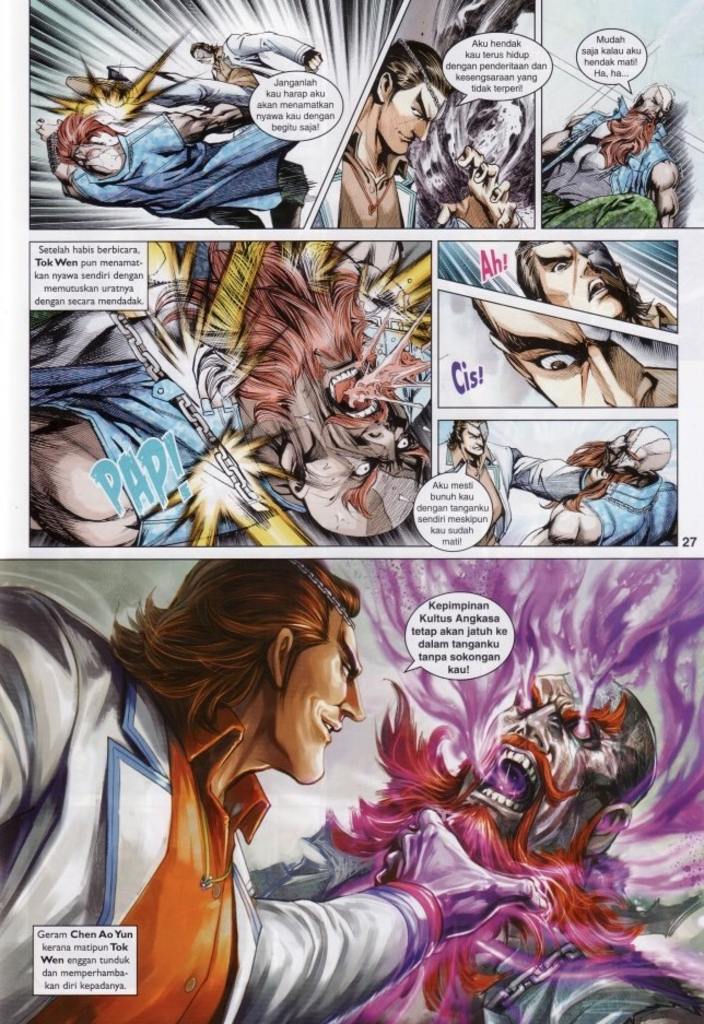 Janganlah
kau harap aku
akan menamatkan
nyawa kau dengan
begitu saja!
Aku hendak
kau terus hidup
dengan penderitaan dan
kesengsaraan yang
tidak terperi!
Mudah
saja kalau aku
hendak mati!
Ha, ha...
Setelah habis berbicara,
Tok Wen pun menamat-
kan nyawa sendiri dengan
memutuskan uratnya
dengan secara mendadak.
PAP!
Ah!
Cis!
Aku mesti
bunuh kau
dengan tanganku
sendiri meskipun
kau sudah
mati!
27
Kepimpinan
Kultus Angkasa
tetap akan jatuh ke
dalam tanganku
tanpa sokongan
kau!
Geram Chen Ao Yun
kerana matipun Tok
Wen enggan tunduk
dan memperhamba-
kan diri kepadanya.